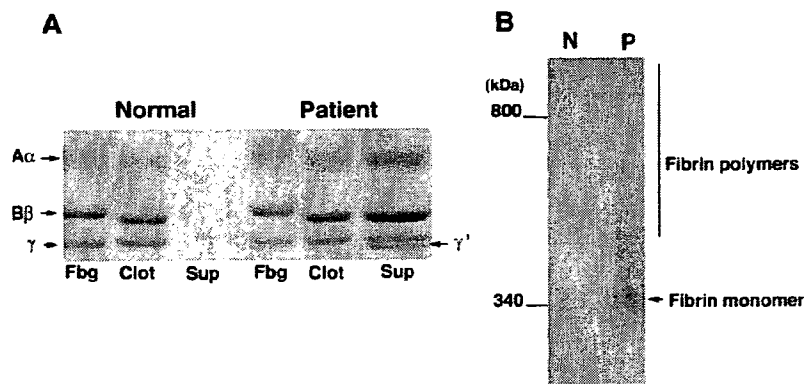 A
Normal Patient
Aα
Bβ
γ
γ'
Fbg Clot Sup Fbg Clot Sup
B
N P
(kDa)
800
Fibrin polymers
340
Fibrin monomer